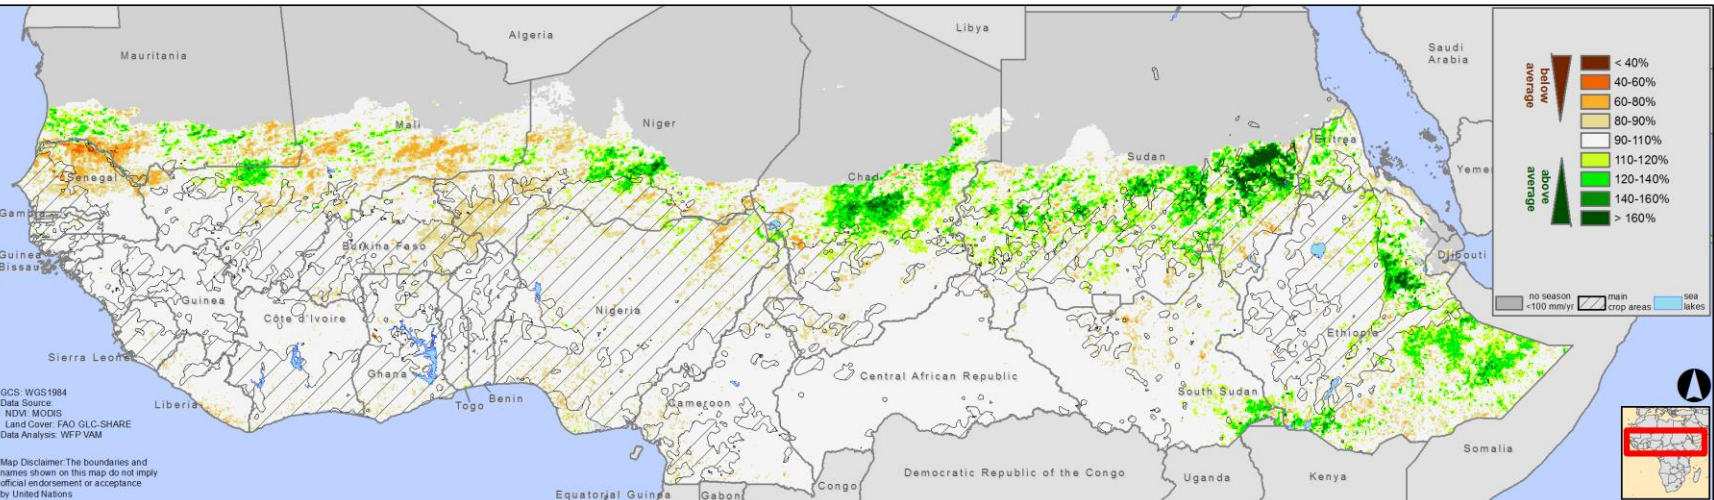 Libya
Algeria
Saudi
Arabia
Mauritania
below
average
< 40%
40-60%
60-80%
80-90%
90-110%
110-120%
120-140%
140-160%
> 160%
above
average
Mali
Niger
Eritrea
Sudan
Chad
Senegal
Gambia
Burkina Faso
Guinea
Bissau
Djibouti
no season
<100 mm/yr
main
crop areas
sea
lakes
Guinea
Nigeria
Côte d'Ivoire
Ethiopia
Sierra Leone
Ghana
Central African Republic
GCS: WGS1984
Data Source:
NDVI: MODIS
Land Cover: FAO GLC-SHARE
Data Analysis: WFP VAM
Liberia
Togo
Benin
Cameroon
South Sudan
Somalia
Map Disclaimer:The boundaries and
names shown on this map do not imply
official endorsement or acceptance
by United Nations
Democratic Republic of the Congo
Uganda
Kenya
Congo
Equatorial Guinea
Gabon